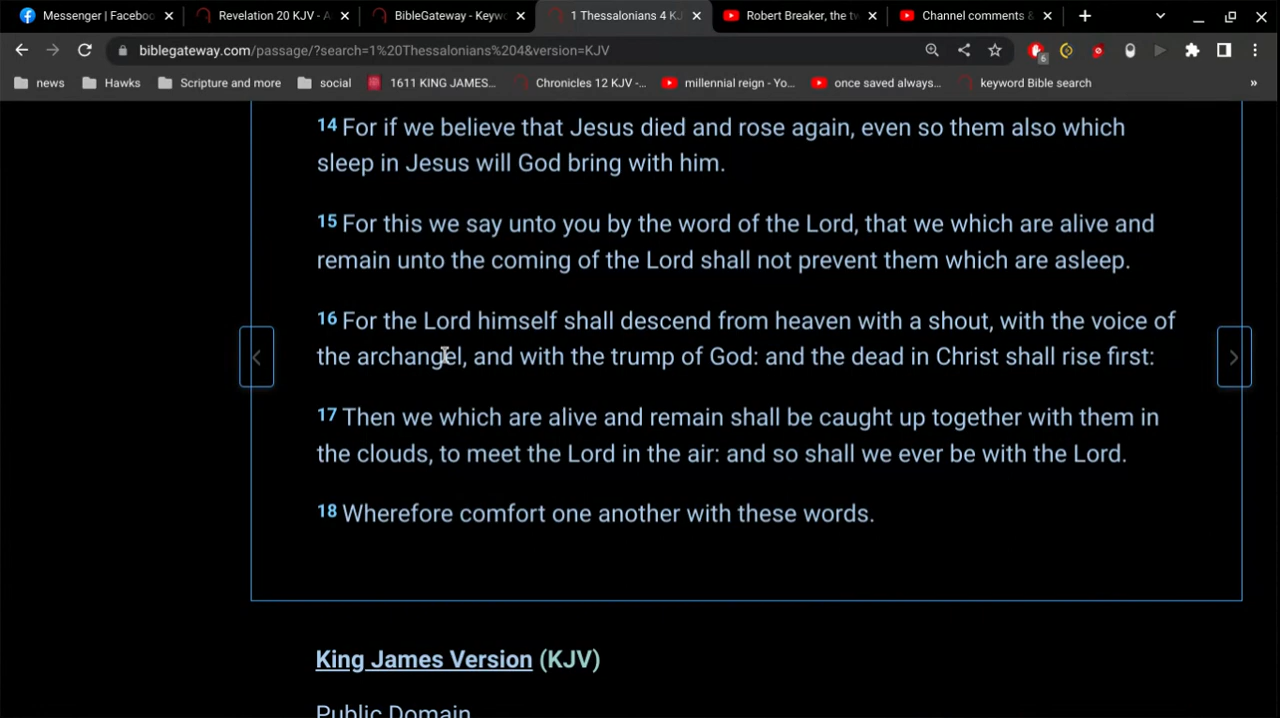 Messenger | Faceboo
Revelation 20 KJV - A
BibleGateway - Keywo
1 Thessalonians 4 KJ
Robert Breaker, the tw
Channel comments &
biblegateway.com/passage/?search=1%20Thessalonians%204&version=KJV
6
news
Hawks
Scripture and more
social
1611 KING JAMES...
Chronicles 12 KJV -...
millennial reign - Yo...
once saved always...
keyword Bible search
»
14 For if we believe that Jesus died and rose again, even so them also which
sleep in Jesus will God bring with him.
15 For this we say unto you by the word of the Lord, that we which are alive and
remain unto the coming of the Lord shall not prevent them which are asleep.
16 For the Lord himself shall descend from heaven with a shout, with the voice of
the archangel, and with the trump of God: and the dead in Christ shall rise first:
17 Then we which are alive and remain shall be caught up together with them in
the clouds, to meet the Lord in the air: and so shall we ever be with the Lord.
18 Wherefore comfort one another with these words.
King James Version (KJV)
Public Domain